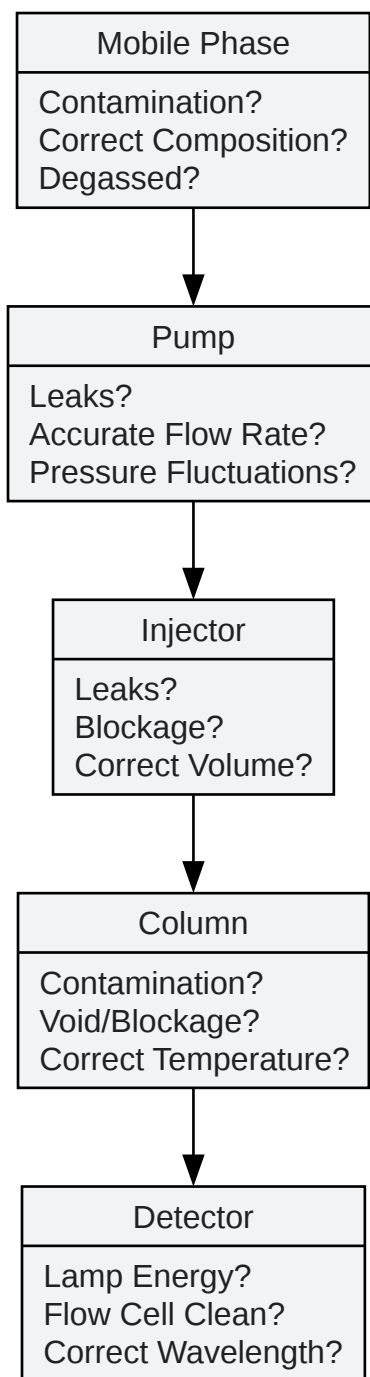 Mobile Phase
Contamination?
Correct Composition?
Degassed?
Pump
Leaks?
Accurate Flow Rate?
Pressure Fluctuations?
Injector
Leaks?
Blockage?
Correct Volume?
Column
Contamination?
Void/Blockage?
Correct Temperature?
Detector
Lamp Energy?
Flow Cell Clean?
Correct Wavelength?